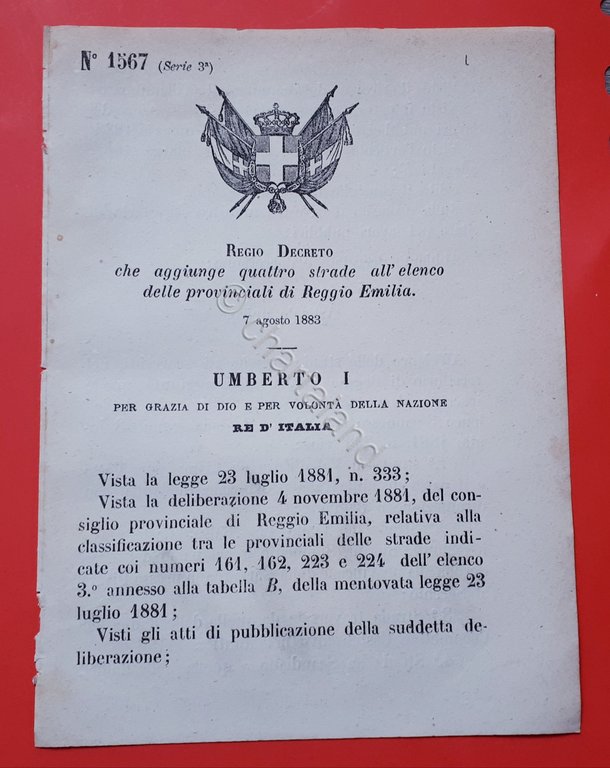 N° 1567 (Serie 3ª)
REGIO DECRETO
che aggiunge quattro strade all' elenco
delle provinciali di Reggio Emilia.
7 agosto 1883
UMBERTO I
PER GRAZIA DI DIO E PER VOLONTÀ DELLA NAZIONE
RE D' ITALIA
Vista la legge 23 luglio 1881, n. 333;
Vista la deliberazione 4 novembre 1881, del con-
siglio provinciale di Reggio Emilia, relativa alla
classificazione tra le provinciali delle strade indi-
cate coi numeri 161, 162, 223 e 224 dell' elenco
3.° annesso alla tabella B, della mentovata legge 23
luglio 1881;
Visti gli atti di pubblicazione della suddetta de-
liberazione;
© chartaland